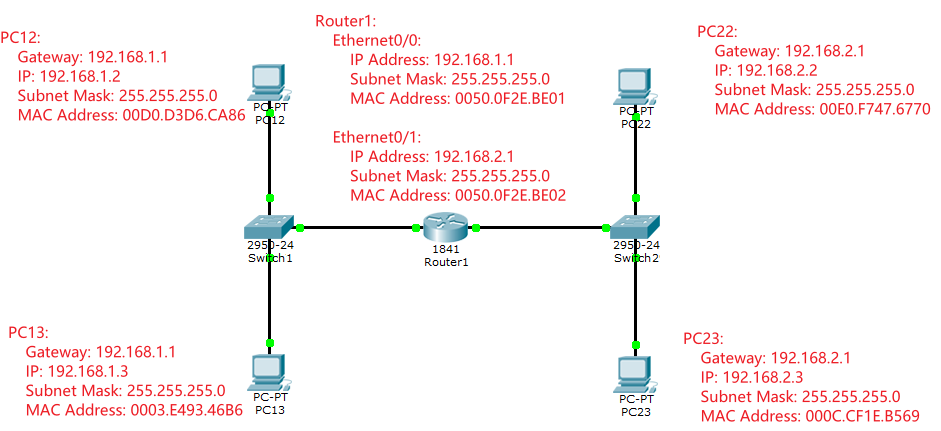 PC12:
Gateway: 192.168.1.1
IP: 192.168.1.2
Subnet Mask: 255.255.255.0
MAC Address: 00D0.D3D6.CA86
PC-PT
PC12
Router1:
Ethernet0/0:
IP Address: 192.168.1.1
Subnet Mask: 255.255.255.0
MAC Address: 0050.0F2E.BE01
Ethernet0/1:
IP Address: 192.168.2.1
Subnet Mask: 255.255.255.0
MAC Address: 0050.0F2E.BE02
PC22:
Gateway: 192.168.2.1
IP: 192.168.2.2
Subnet Mask: 255.255.255.0
MAC Address: 00E0.F747.6770
PC-PT
PC22
2950-24
Switch1
1841
Router1
2950-24
Switch2
PC13:
Gateway: 192.168.1.1
IP: 192.168.1.3
Subnet Mask: 255.255.255.0
MAC Address: 0003.E493.46B6
PC-PT
PC13
PC23:
Gateway: 192.168.2.1
IP: 192.168.2.3
Subnet Mask: 255.255.255.0
MAC Address: 000C.CF1E.B569
PC-PT
PC23